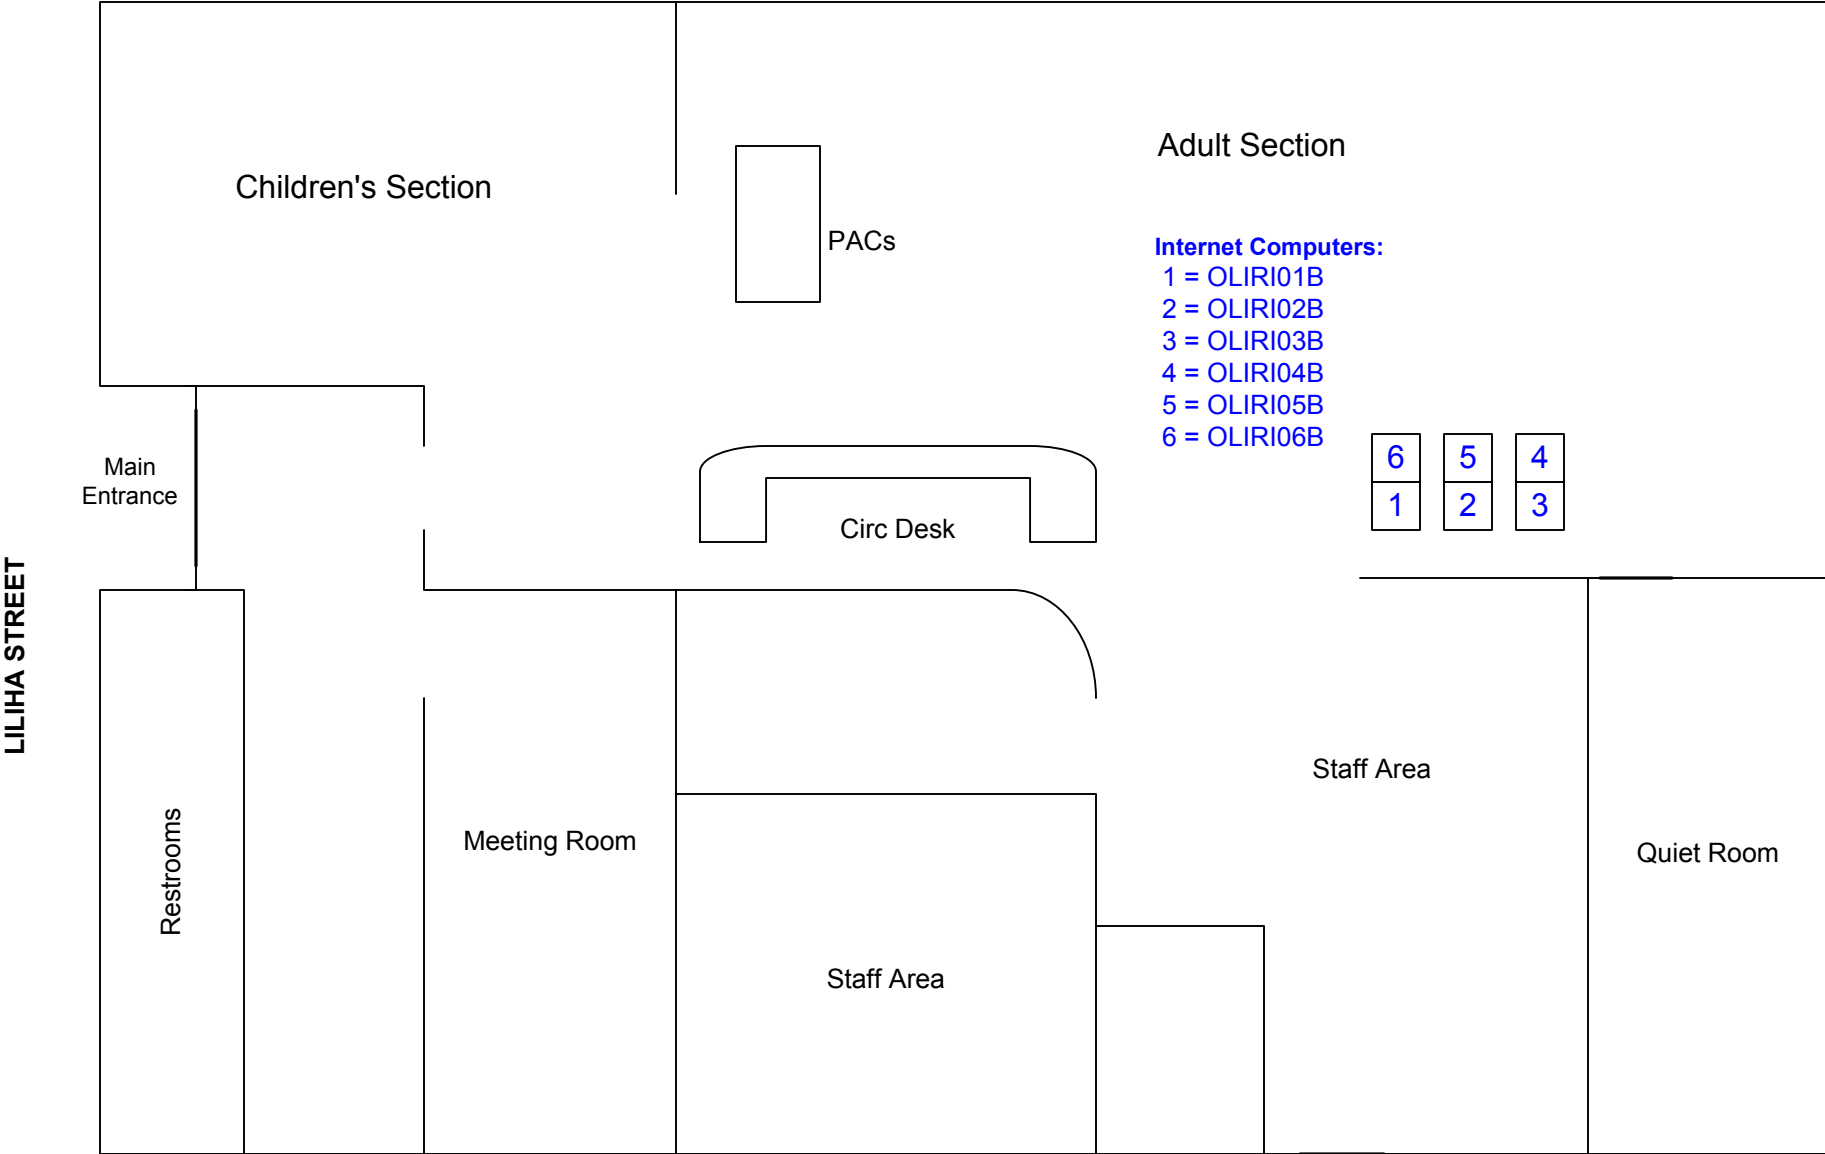 Adult Section
Children's Section
PACs
Internet Computers:
1 = OLIRI01B
2 = OLIRI02B
3 = OLIRI03B
4 = OLIRI04B
5 = OLIRI05B
6 = OLIRI06B
6 5 4
1 2 3
Main
Entrance
Circ Desk
LILIHA STREET
Staff Area
Restrooms
Meeting Room
Quiet Room
Staff Area